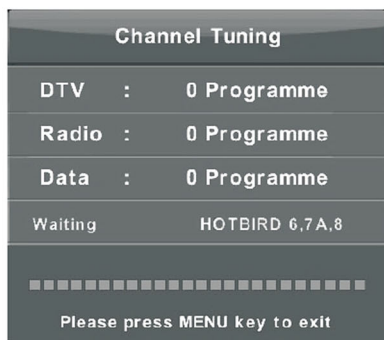 Channel Tuning
DTV : 0 Programme
Radio : 0 Programme
Data : 0 Programme
Waiting HOTBIRD 6,7A,8
Please press MENU key to exit